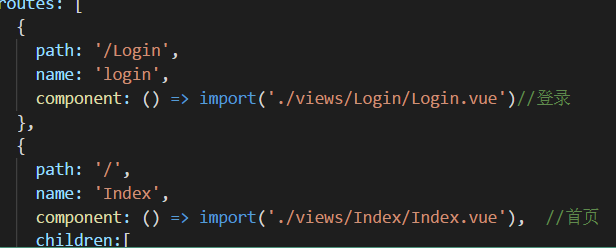 routes: [
{
path: '/Login',
name: 'login',
component: () => import('./views/Login/Login.vue')//登录
},
{
path: '/',
name: 'Index',
component: () => import('./views/Index/Index.vue'),  //首页
children:[